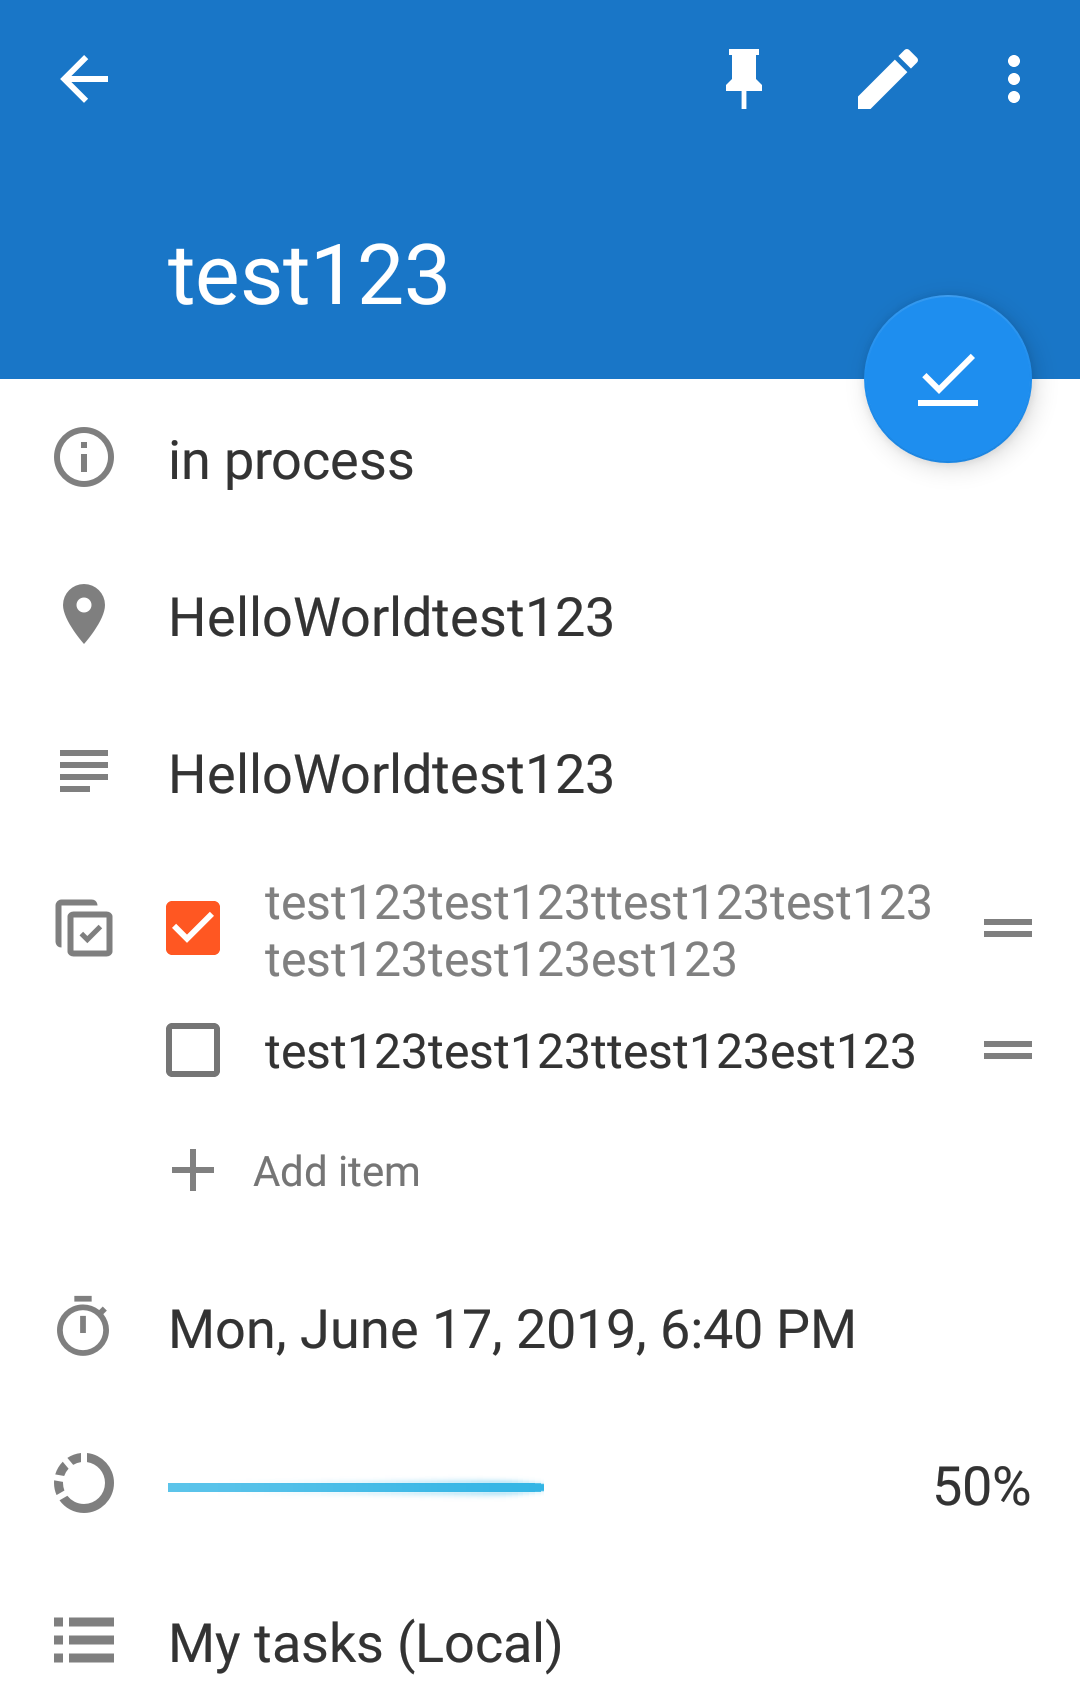 test123
in process
HelloWorldtest123
HelloWorldtest123
test123test123ttest123test123
test123test123est123
test123test123ttest123est123
Add item
Mon, June 17, 2019, 6:40 PM
50%
My tasks (Local)